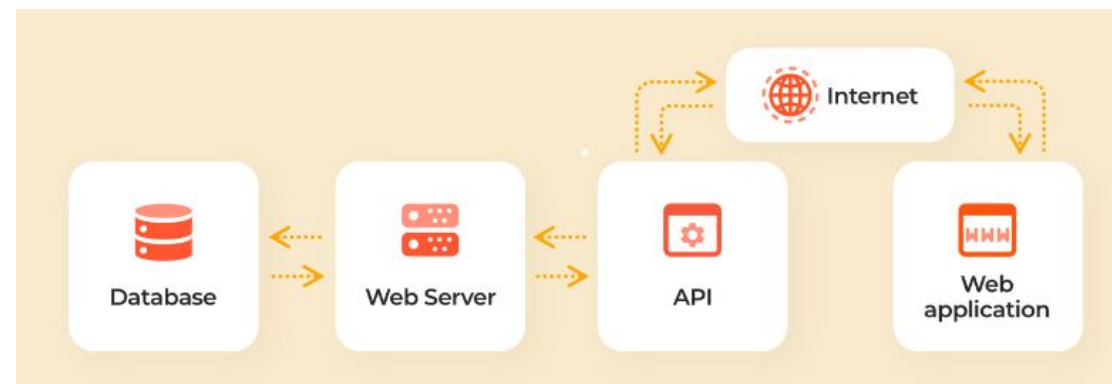 Internet
Database
Web Server
API
www
Web
application